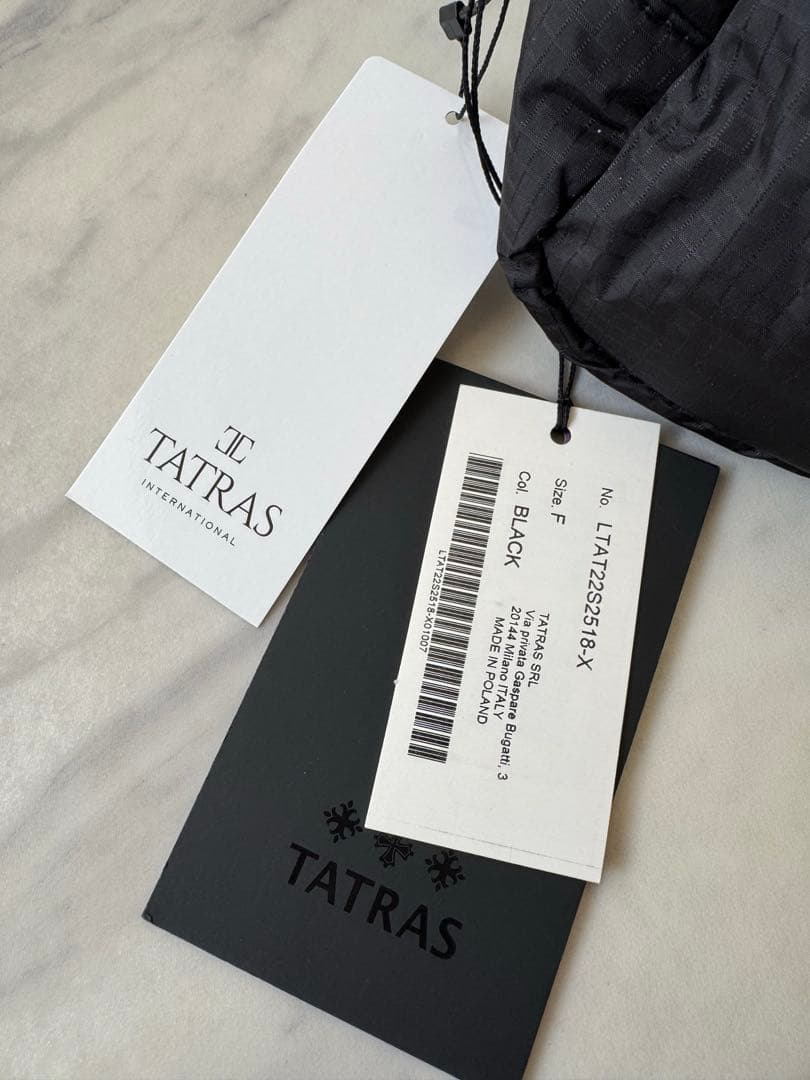 TATRAS
INTERNATIONAL
No. LTAT22S2518-X
Size. F
Col. BLACK
TATRAS SRL
Via privata Gaspare Bugatti, 3
20144 Milano ITALY
MADE IN POLAND
LTAT22S2518-X01007
TATRAS